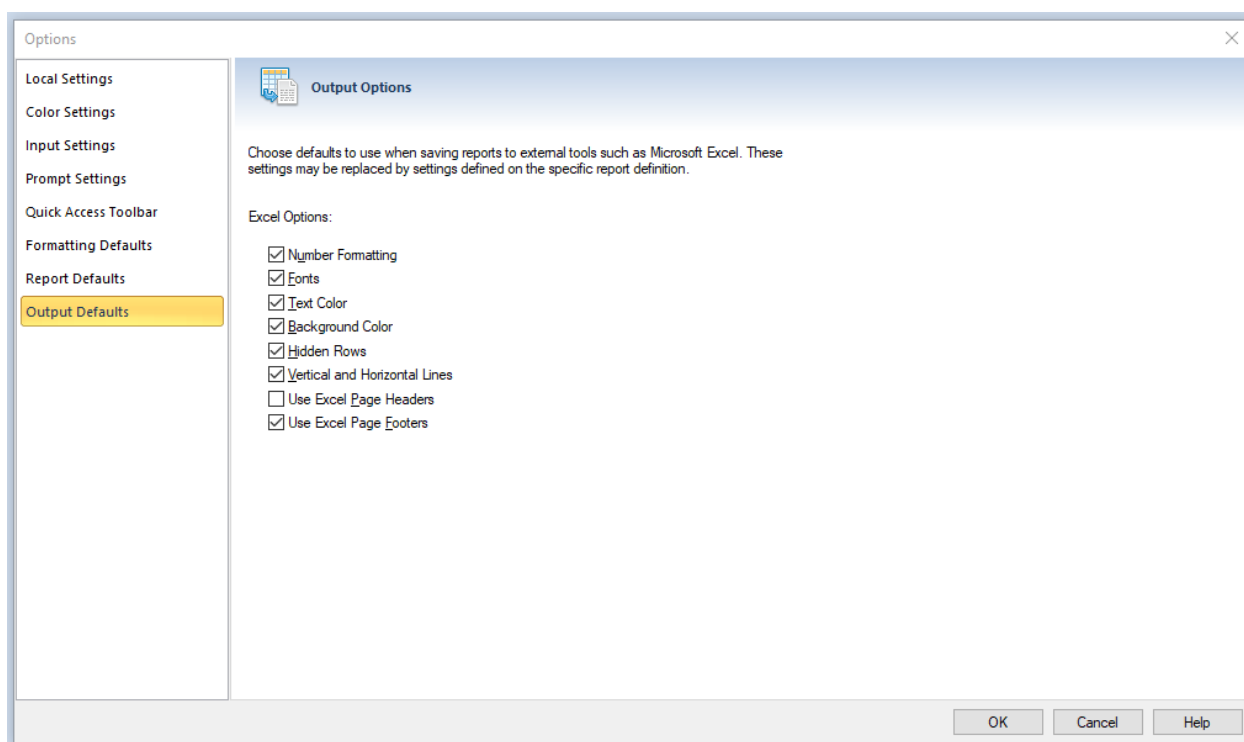 Options
Local Settings
Color Settings
Input Settings
Prompt Settings
Quick Access Toolbar
Formatting Defaults
Report Defaults
Output Defaults
Output Options
Choose defaults to use when saving reports to external tools such as Microsoft Excel. These
settings may be replaced by settings defined on the specific report definition.
Excel Options:
Number Formatting
Fonts
Text Color
Background Color
Hidden Rows
Vertical and Horizontal Lines
Use Excel Page Headers
Use Excel Page Footers
OK
Cancel
Help